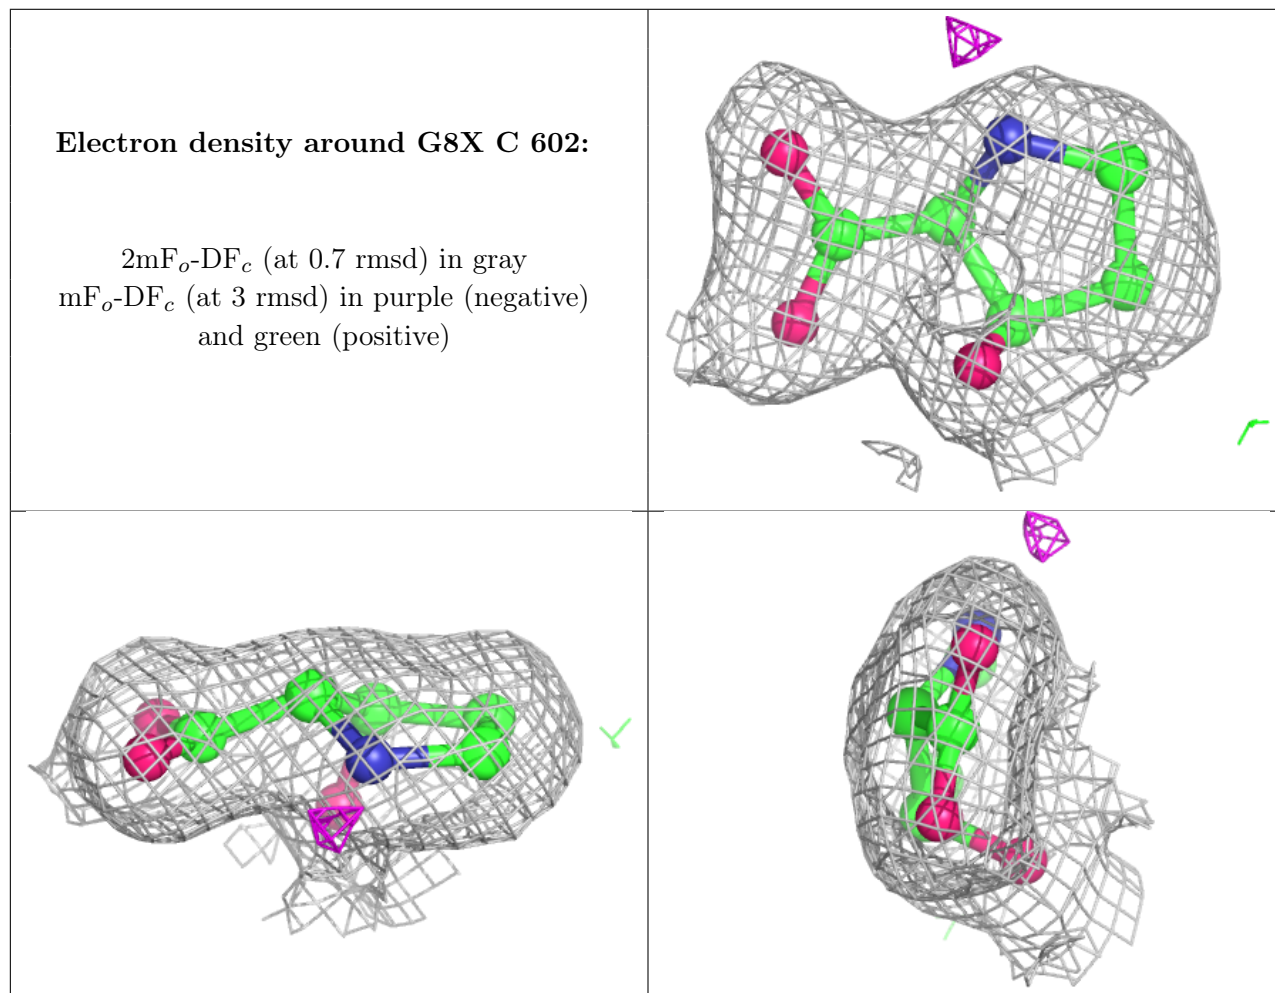 Electron density around G8X C 602:
2mFo-DFc (at 0.7 rmsd) in gray
mFo-DFc (at 3 rmsd) in purple (negative)
and green (positive)